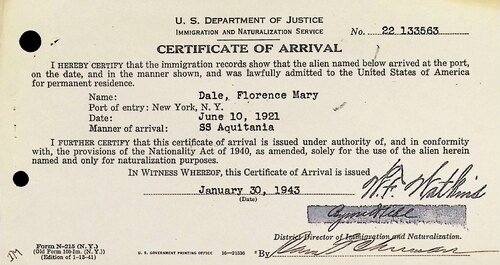 U. S. DEPARTMENT OF JUSTICE
IMMIGRATION AND NATURALIZATION SERVICE
No. 22 133563
CERTIFICATE OF ARRIVAL
I HEREBY CERTIFY that the immigration records show that the alien named below arrived at the port,
on the date, and in the manner shown, and was lawfully admitted to the United States of America
for permanent residence.
Name: Dale, Florence Mary
Port of entry: New York, N. Y.
Date: June 10, 1921
Manner of arrival: SS Aquitania
I FURTHER CERTIFY that this certificate of arrival is issued under authority of, and in conformity
with, the provisions of the Nationality Act of 1940, as amended, solely for the use of the alien herein
named and only for naturalization purposes.
IN WITNESS WHEREOF, this Certificate of Arrival is issued
January 30, 1943
(Date)
W. F. Watkins
District Director of Immigration and Naturalization.
By
Form N-215 (N. Y.)
(Old Form 160-Im. (N. Y.))
(Edition of 1-13-41)
U. S. GOVERNMENT PRINTING OFFICE